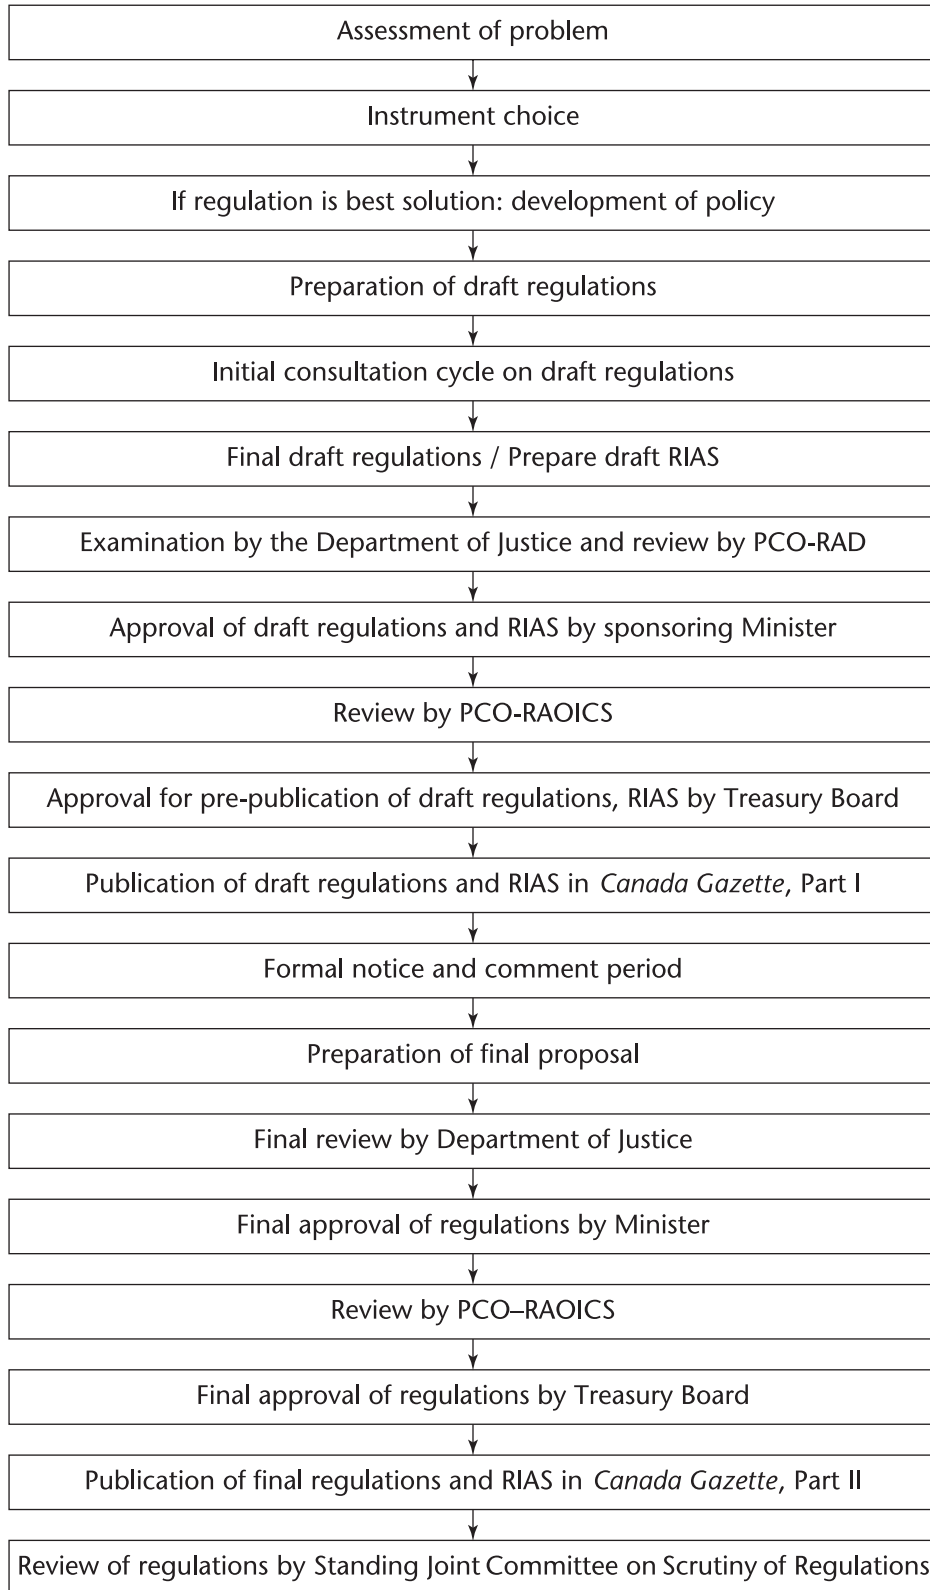 Assessment of problem
Instrument choice
If regulation is best solution: development of policy
Preparation of draft regulations
Initial consultation cycle on draft regulations
Final draft regulations / Prepare draft RIAS
Examination by the Department of Justice and review by PCO-RAD
Approval of draft regulations and RIAS by sponsoring Minister
Review by PCO-RAOICS
Approval for pre-publication of draft regulations, RIAS by Treasury Board
Publication of draft regulations and RIAS in Canada Gazette, Part I
Formal notice and comment period
Preparation of final proposal
Final review by Department of Justice
Final approval of regulations by Minister
Review by PCO–RAOICS
Final approval of regulations by Treasury Board
Publication of final regulations and RIAS in Canada Gazette, Part II
Review of regulations by Standing Joint Committee on Scrutiny of Regulations